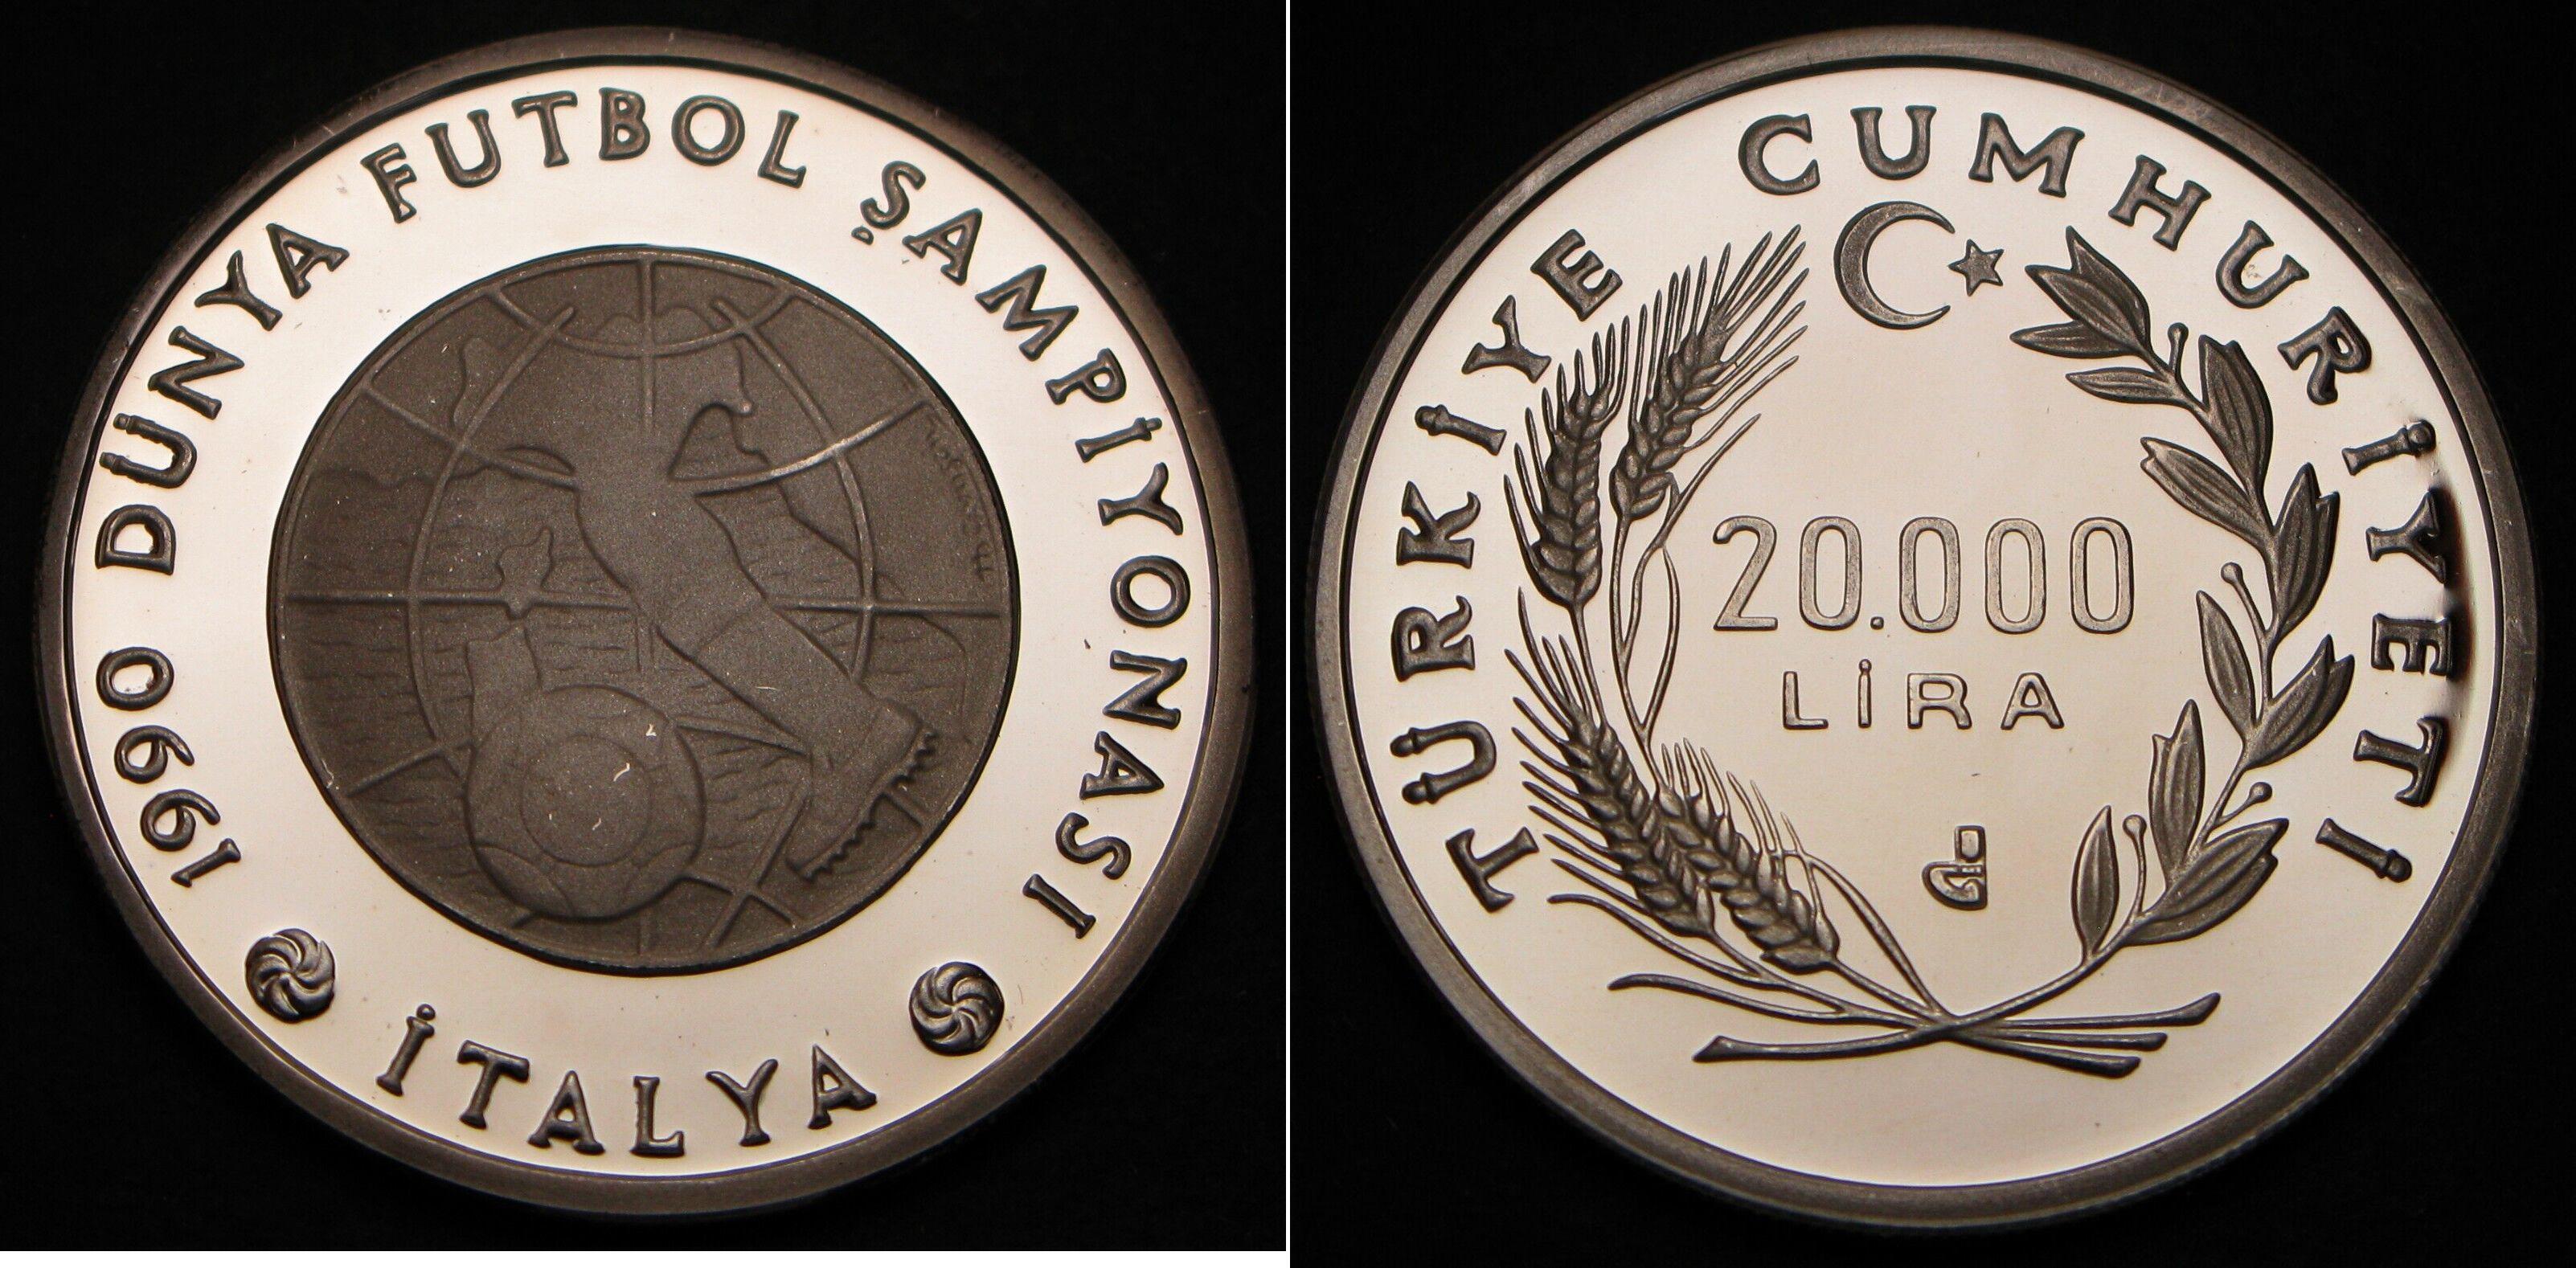 1990 DÜNYA FUTBOL ŞAMPİYONASI
İTALYA
TÜRKİYE CUMHURİYETİ
20.000
LİRA